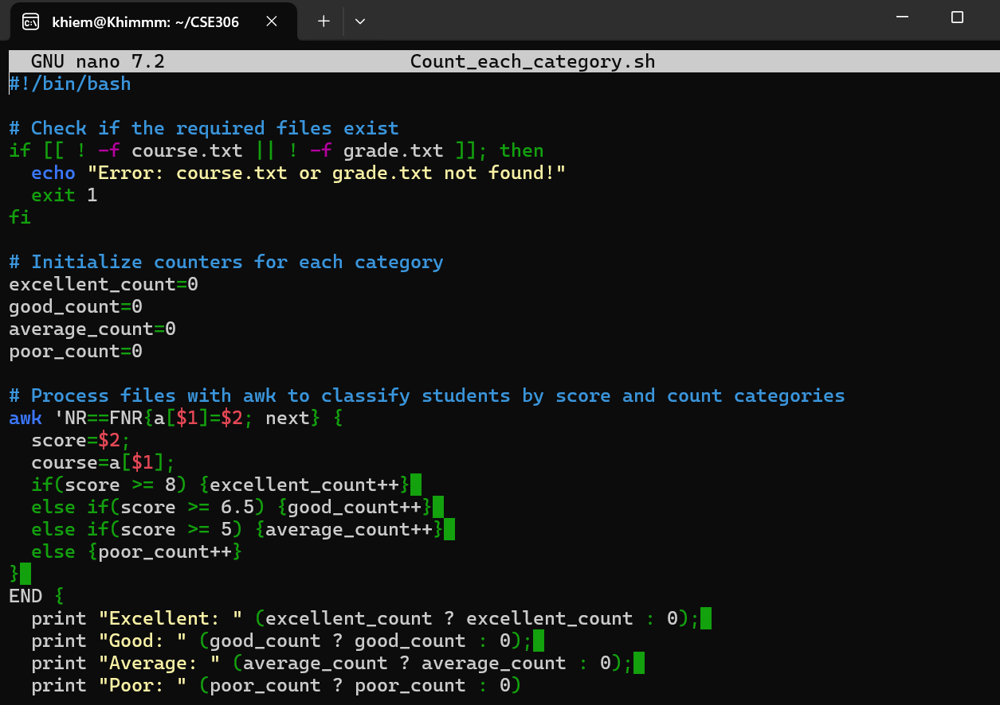 khiem@Khimmm: ~/CSE306
GNU nano 7.2 Count_each_category.sh
#!/bin/bash

# Check if the required files exist
if [[ ! -f course.txt || ! -f grade.txt ]]; then
  echo "Error: course.txt or grade.txt not found!"
  exit 1
fi

# Initialize counters for each category
excellent_count=0
good_count=0
average_count=0
poor_count=0

# Process files with awk to classify students by score and count categories
awk 'NR==FNR{a[$1]=$2; next} {
  score=$2;
  course=a[$1];
  if(score >= 8) {excellent_count++}
  else if(score >= 6.5) {good_count++}
  else if(score >= 5) {average_count++}
  else {poor_count++}
}
END {
  print "Excellent: " (excellent_count ? excellent_count : 0);
  print "Good: " (good_count ? good_count : 0);
  print "Average: " (average_count ? average_count : 0);
  print "Poor: " (poor_count ? poor_count : 0)